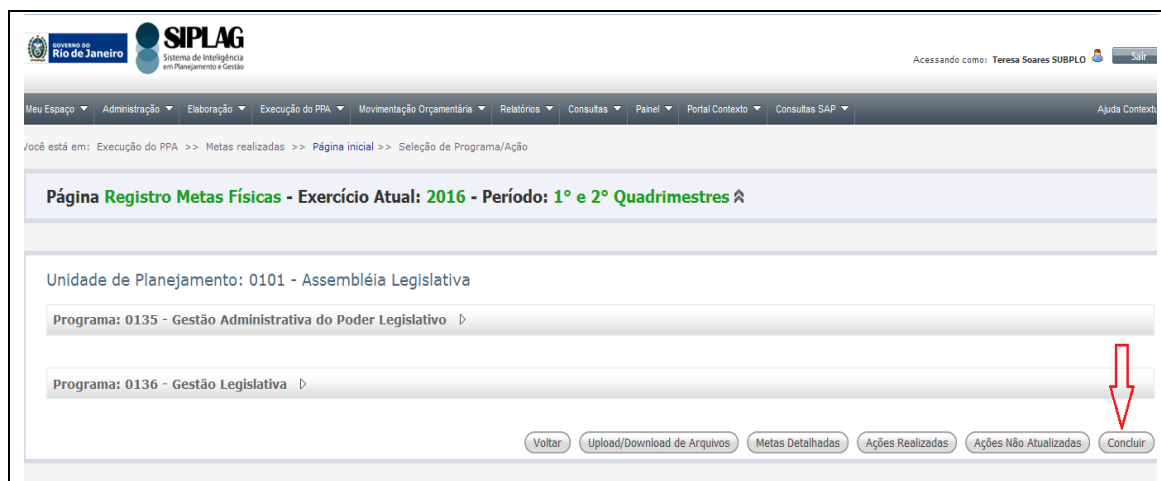 GOVERNO DO
Rio de Janeiro
SIPLAG
Sistema de Inteligência
em Planejamento e Gestão
Acessando como: Teresa Soares SUBPLO Sair
Meu Espaço Administração Elaboração Execução do PPA Movimentação Orçamentária Relatórios Consultas Painel Portal Contexto Consultas SAP Ajuda Contextu
Você está em: Execução do PPA >> Metas realizadas >> Página inicial >> Seleção de Programa/Ação
Página Registro Metas Físicas - Exercício Atual: 2016 - Período: 1° e 2° Quadrimestres
Unidade de Planejamento: 0101 - Assembléia Legislativa
Programa: 0135 - Gestão Administrativa do Poder Legislativo
Programa: 0136 - Gestão Legislativa
Voltar Upload/Download de Arquivos Metas Detalhadas Ações Realizadas Ações Não Atualizadas Concluir